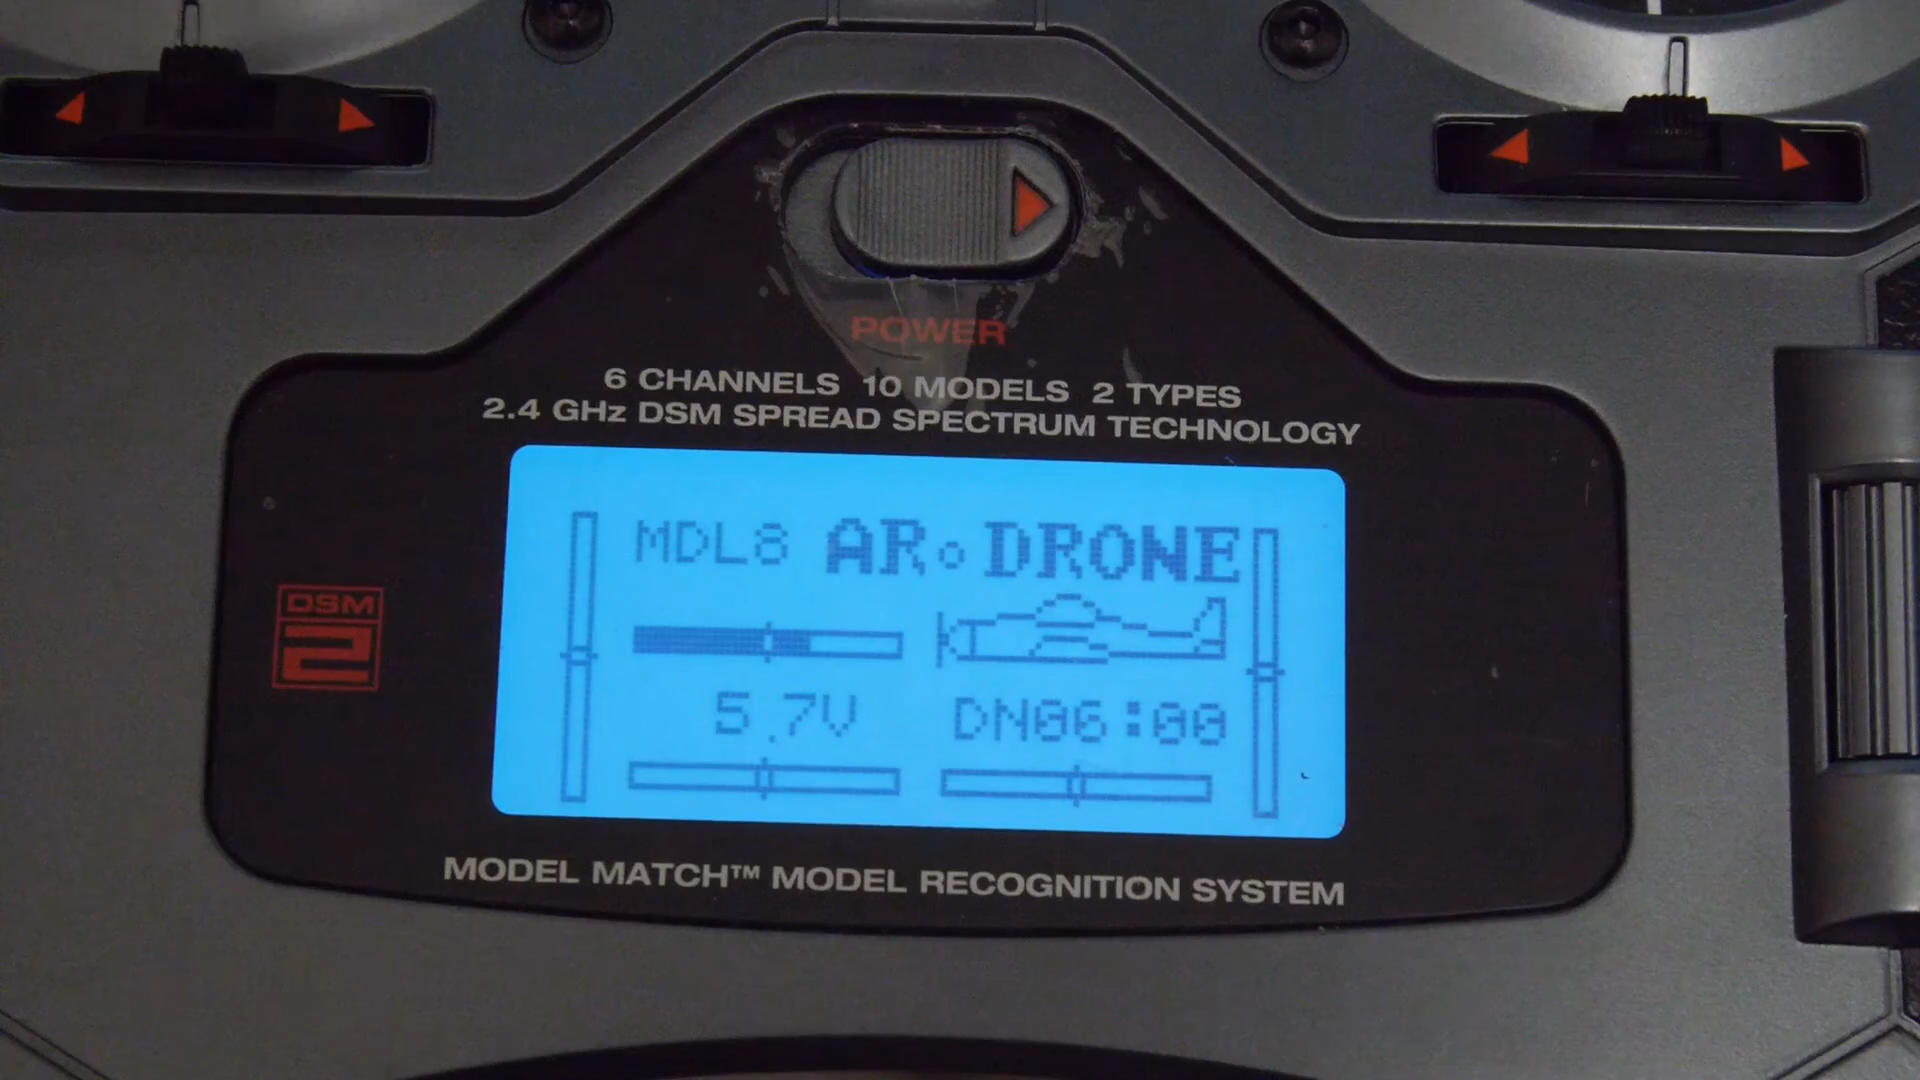 POWER
6 CHANNELS 10 MODELS 2 TYPES
2.4 GHz DSM SPREAD SPECTRUM TECHNOLOGY
MDL8 AR.DRONE
DSM
2
5.7V DN06:00
MODEL MATCH™ MODEL RECOGNITION SYSTEM